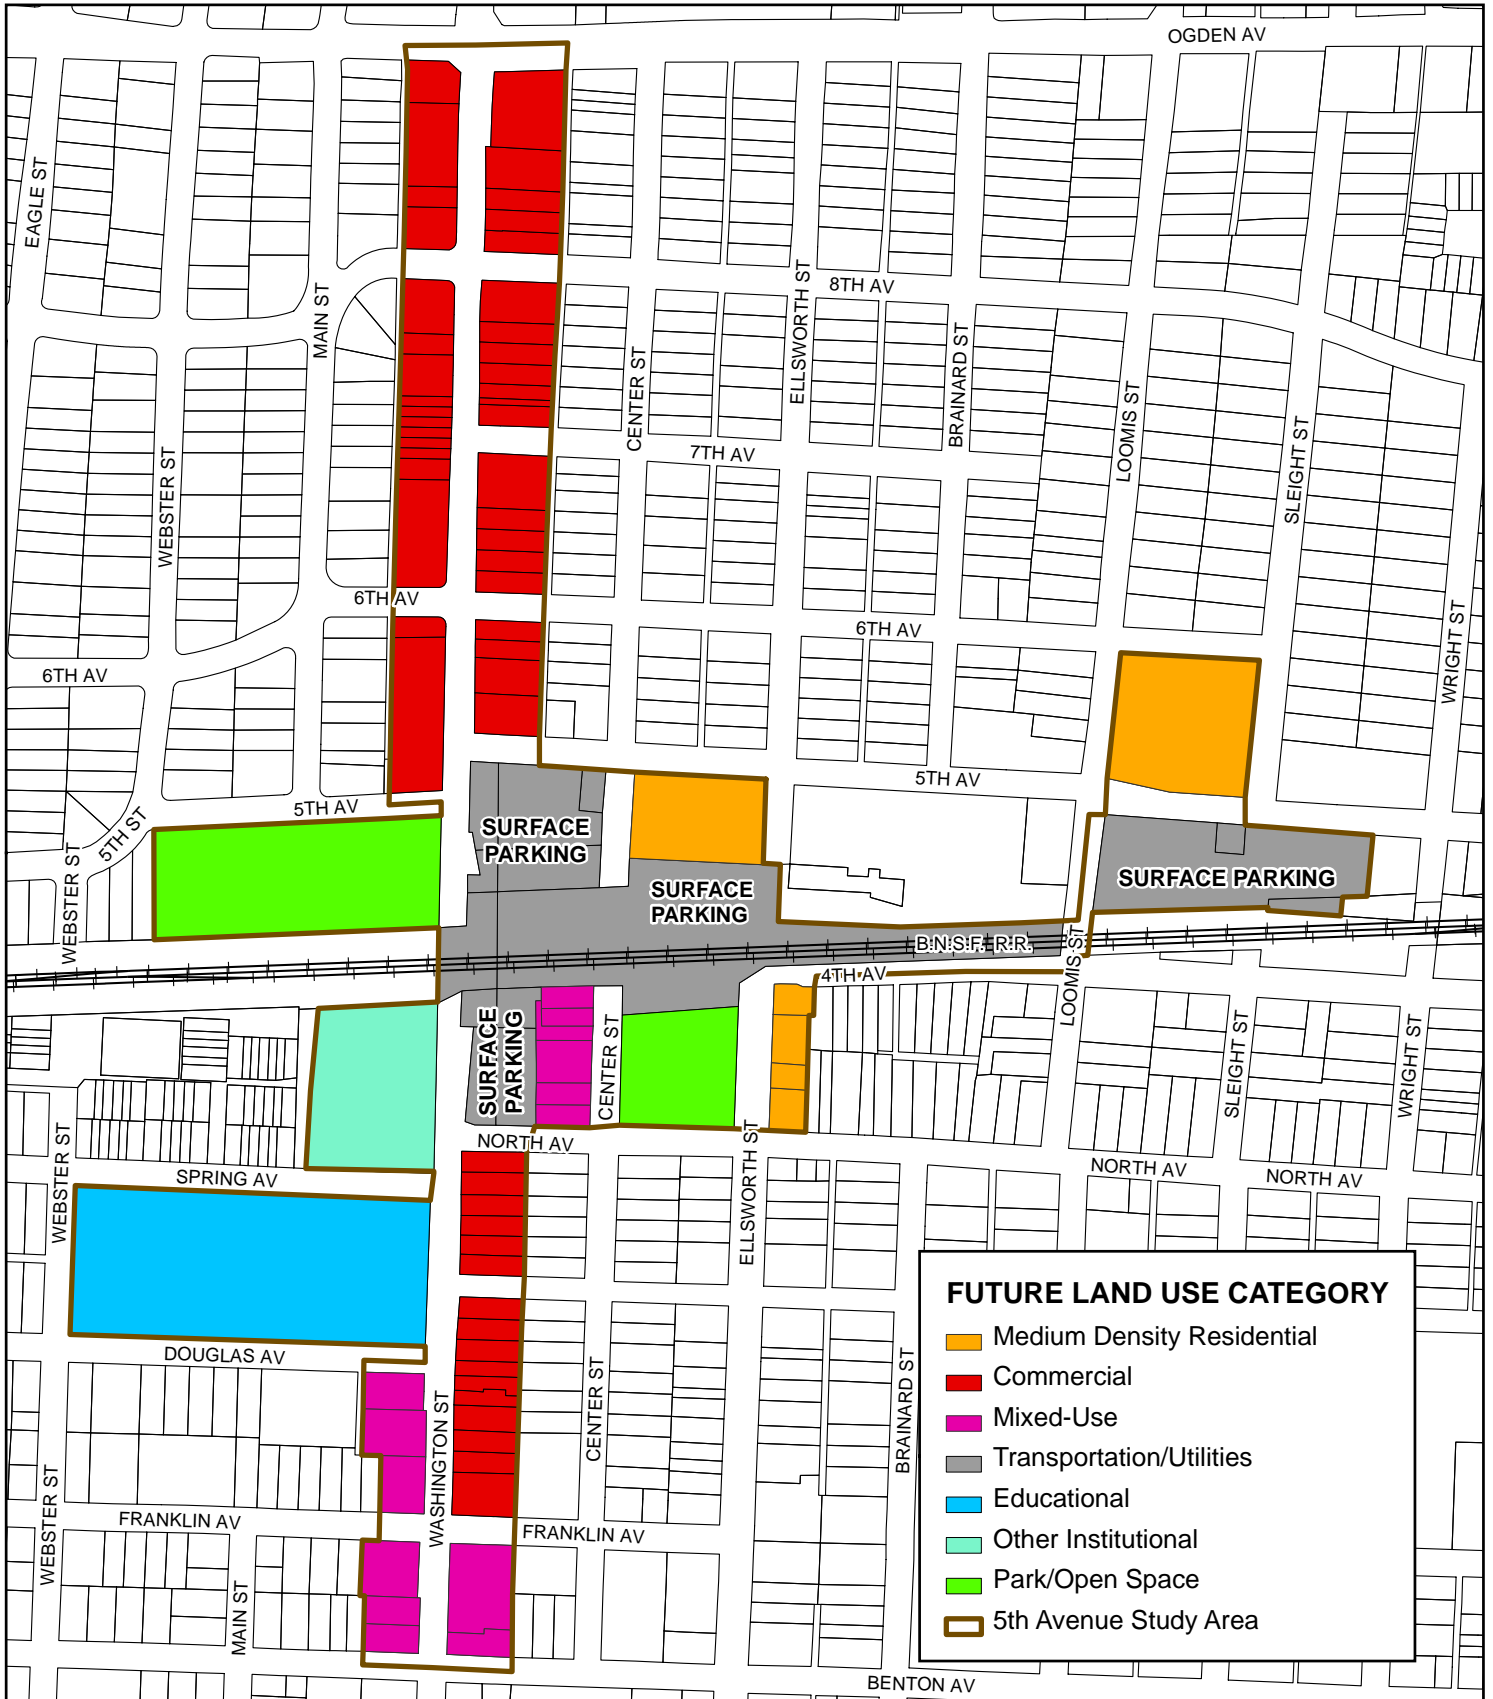 OGDEN AV
EAGLE ST
MAIN ST
8TH AV
ELLSWORTH ST
CENTER ST
BRAINARD ST
LOOMIS ST
SLEIGHT ST
7TH AV
WEBSTER ST
6TH AV
6TH AV
WRIGHT ST
6TH AV
5TH AV
5TH AV
5TH ST
SURFACE
PARKING
SURFACE
PARKING
SURFACE PARKING
WEBSTER ST
B.N.S.F. R.R.
4TH AV
LOOMIS ST
SURFACE
PARKING
CENTER ST
SLEIGHT ST
WRIGHT ST
NORTH AV
ELLSWORTH ST
NORTH AV
NORTH AV
WEBSTER ST
SPRING AV
DOUGLAS AV
WASHINGTON ST
CENTER ST
BRAINARD ST
WEBSTER ST
FRANKLIN AV
FRANKLIN AV
MAIN ST
BENTON AV
FUTURE LAND USE CATEGORY
Medium Density Residential
Commercial
Mixed-Use
Transportation/Utilities
Educational
Other Institutional
Park/Open Space
5th Avenue Study Area